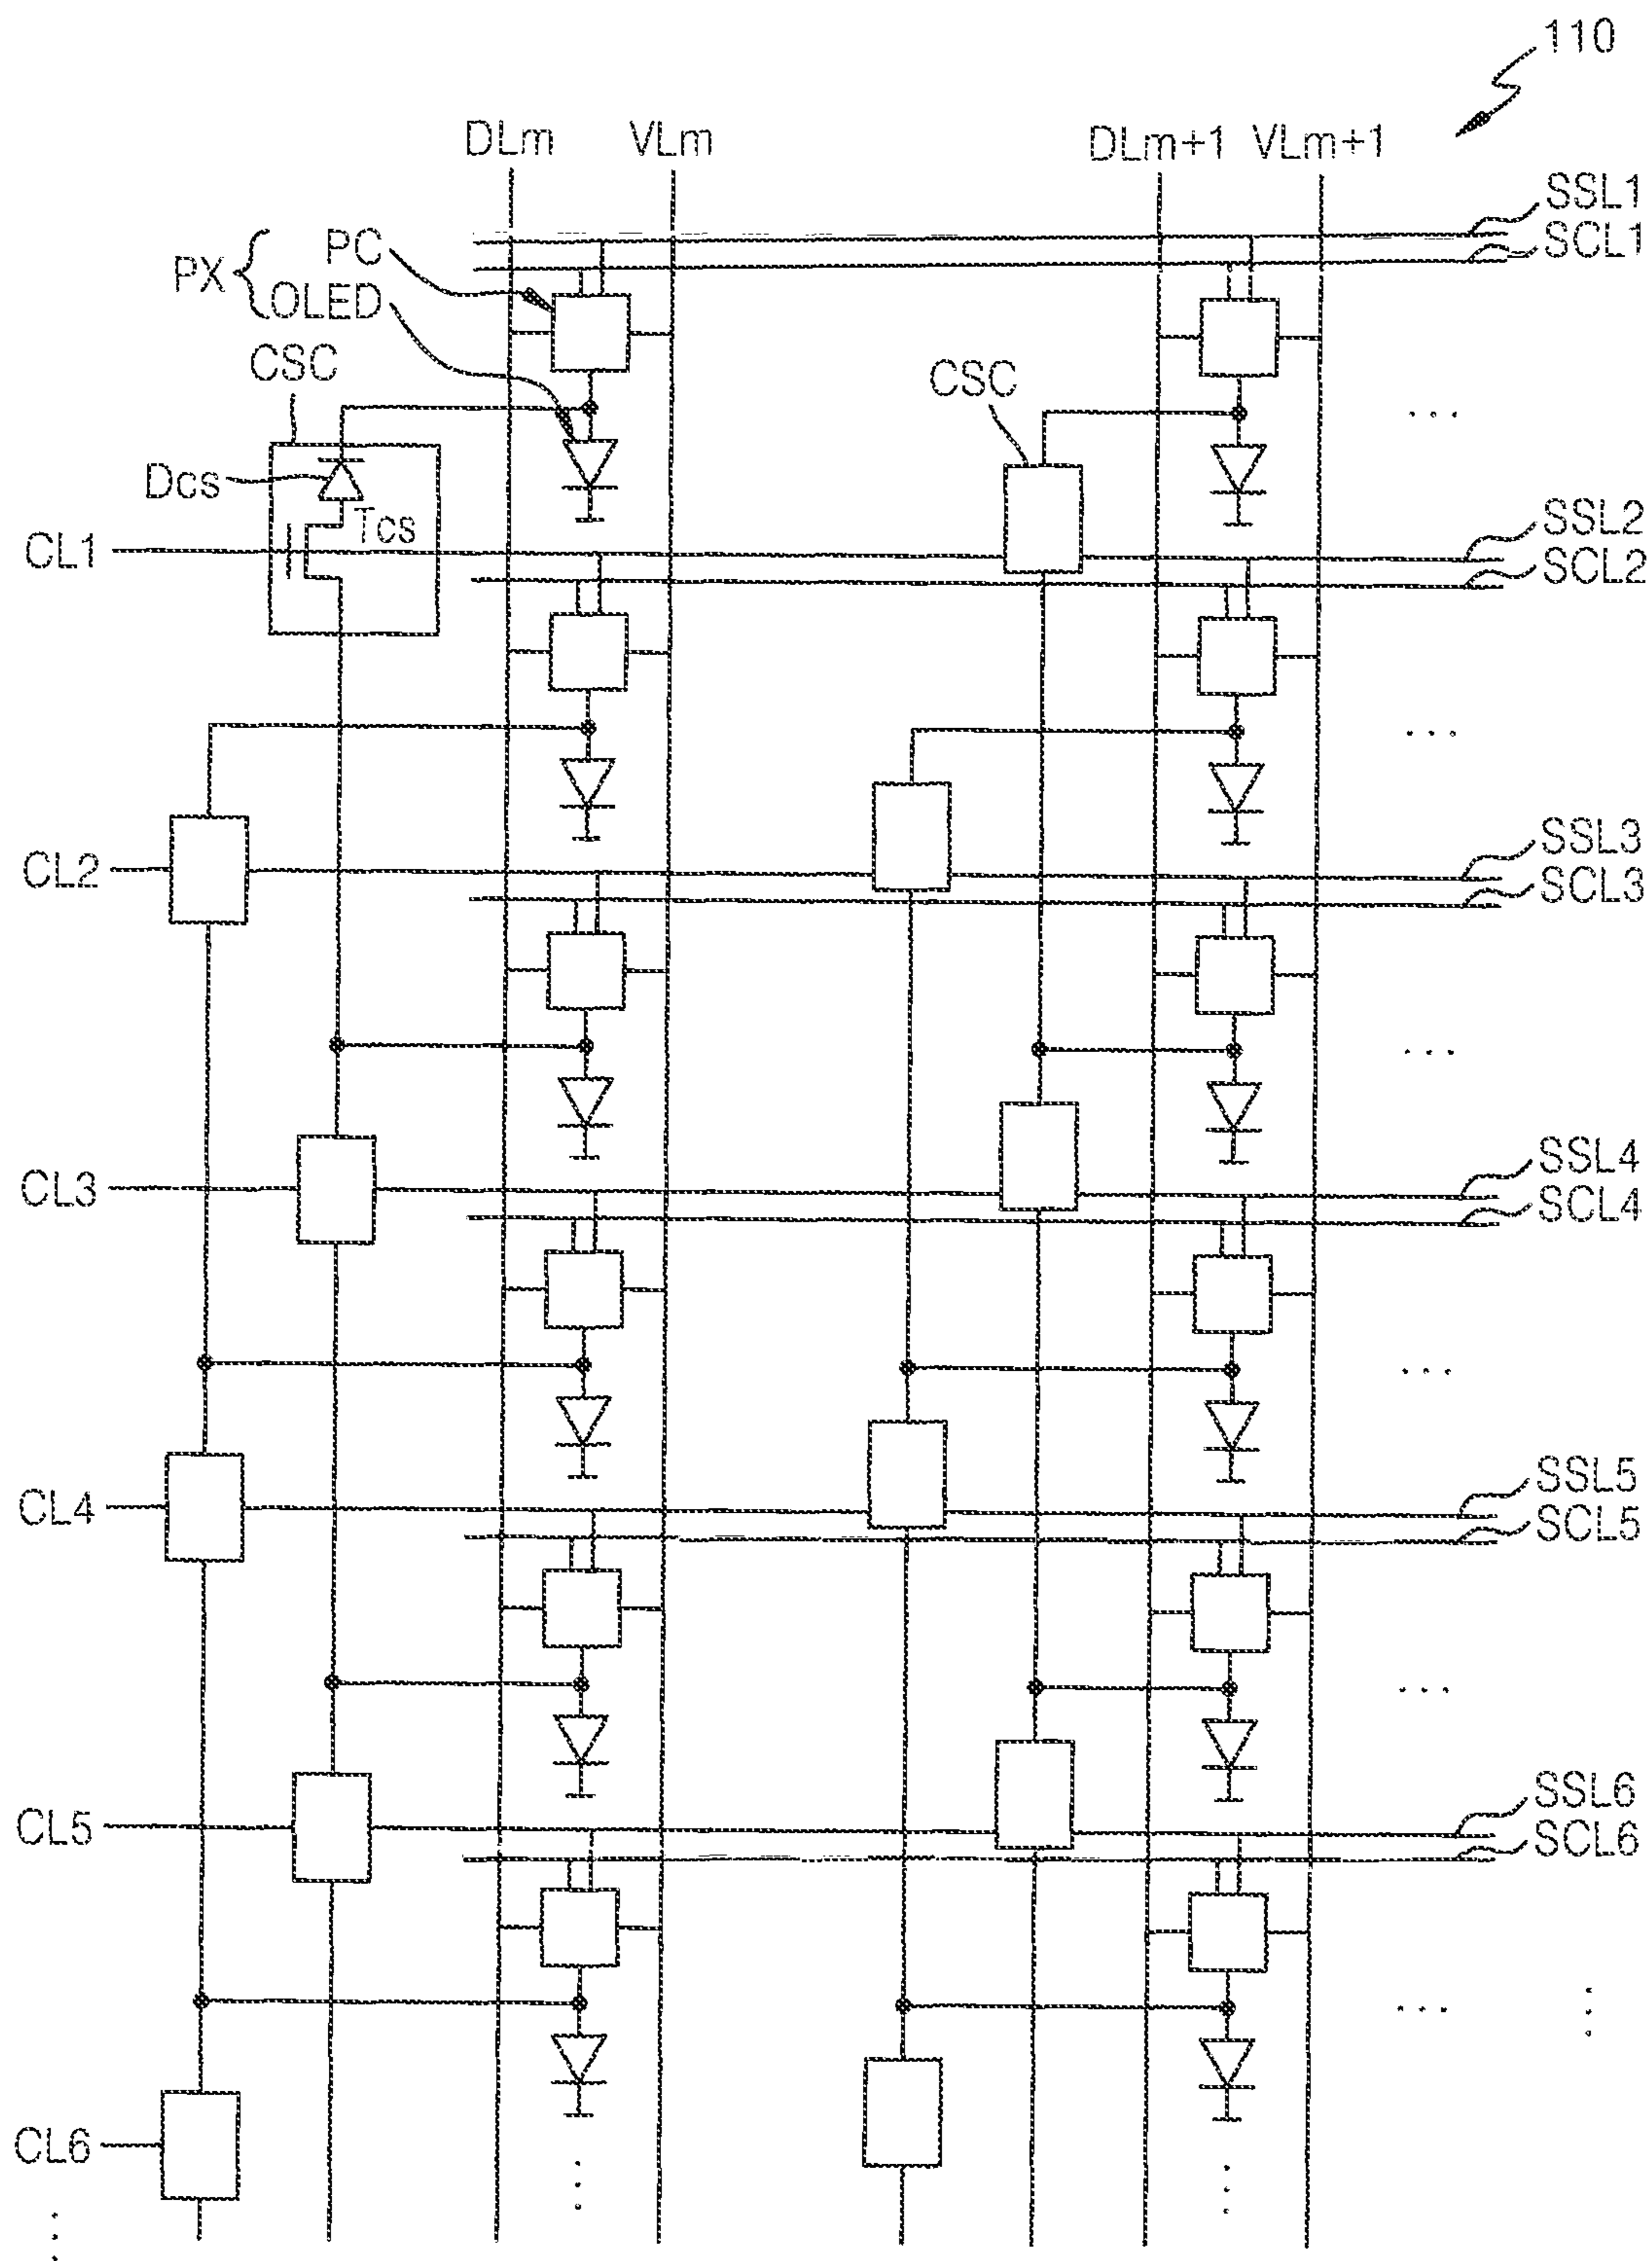 110
DLm VLm DLm+1 VLm+1
SSL1
SCL1
PX { PC
OLED
CSC
CSC
Dcs
Tcs
CL1
SSL2
SCL2
CL2
SSL3
SCL3
CL3
SSL4
SCL4
CL4
SSL5
SCL5
CL5
SSL6
SCL6
CL6